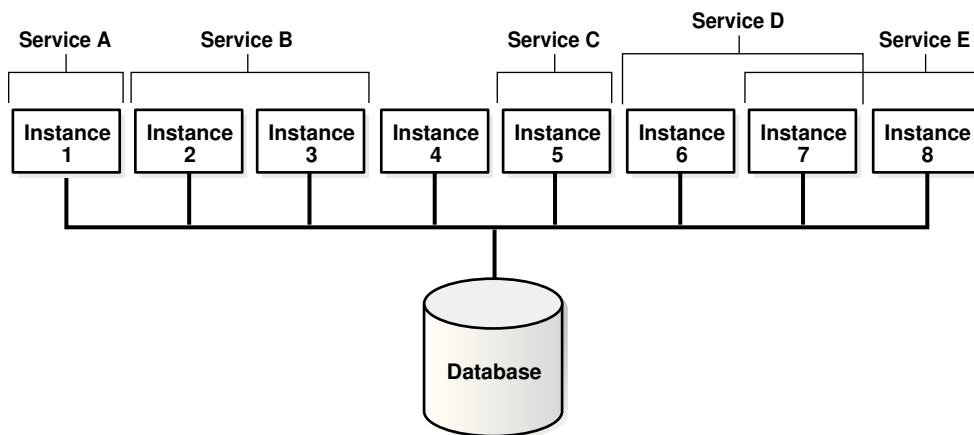 Service D
Service A
Service B
Service C
Service E
Instance
1
Instance
2
Instance
3
Instance
4
Instance
5
Instance
6
Instance
7
Instance
8
Database